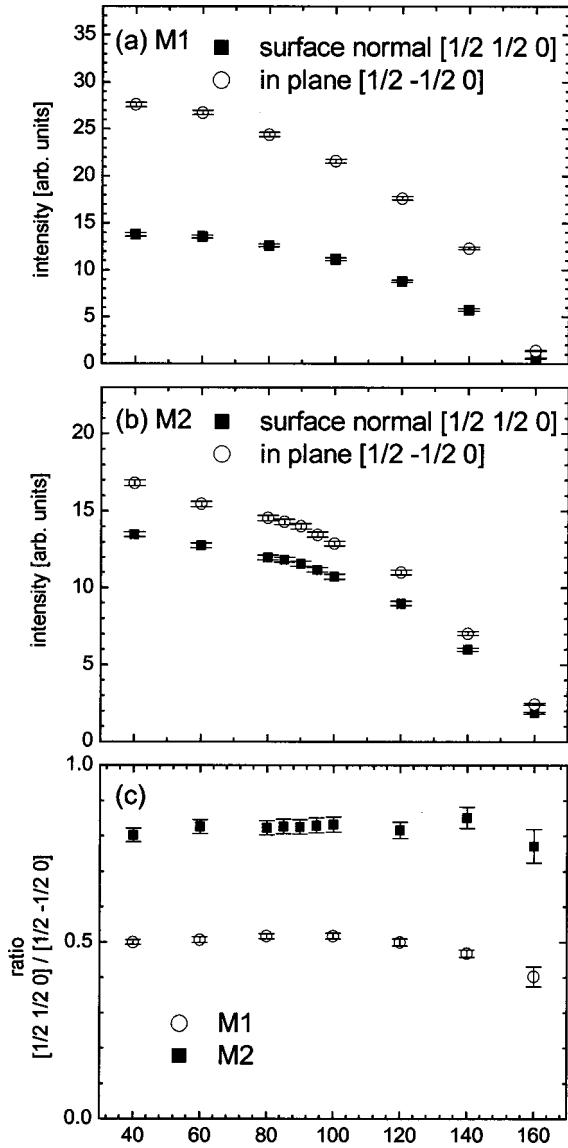 (a) M1
surface normal [1/2 1/2 0]
in plane [1/2 -1/2 0]
35
30
25
20
15
10
5
0
intensity [arb. units]
(b) M2
surface normal [1/2 1/2 0]
in plane [1/2 -1/2 0]
20
15
10
5
0
intensity [arb. units]
(c)
1.0
0.5
0.0
ratio
[1/2 1/2 0] / [1/2 -1/2 0]
M1
M2
40 60 80 100 120 140 160